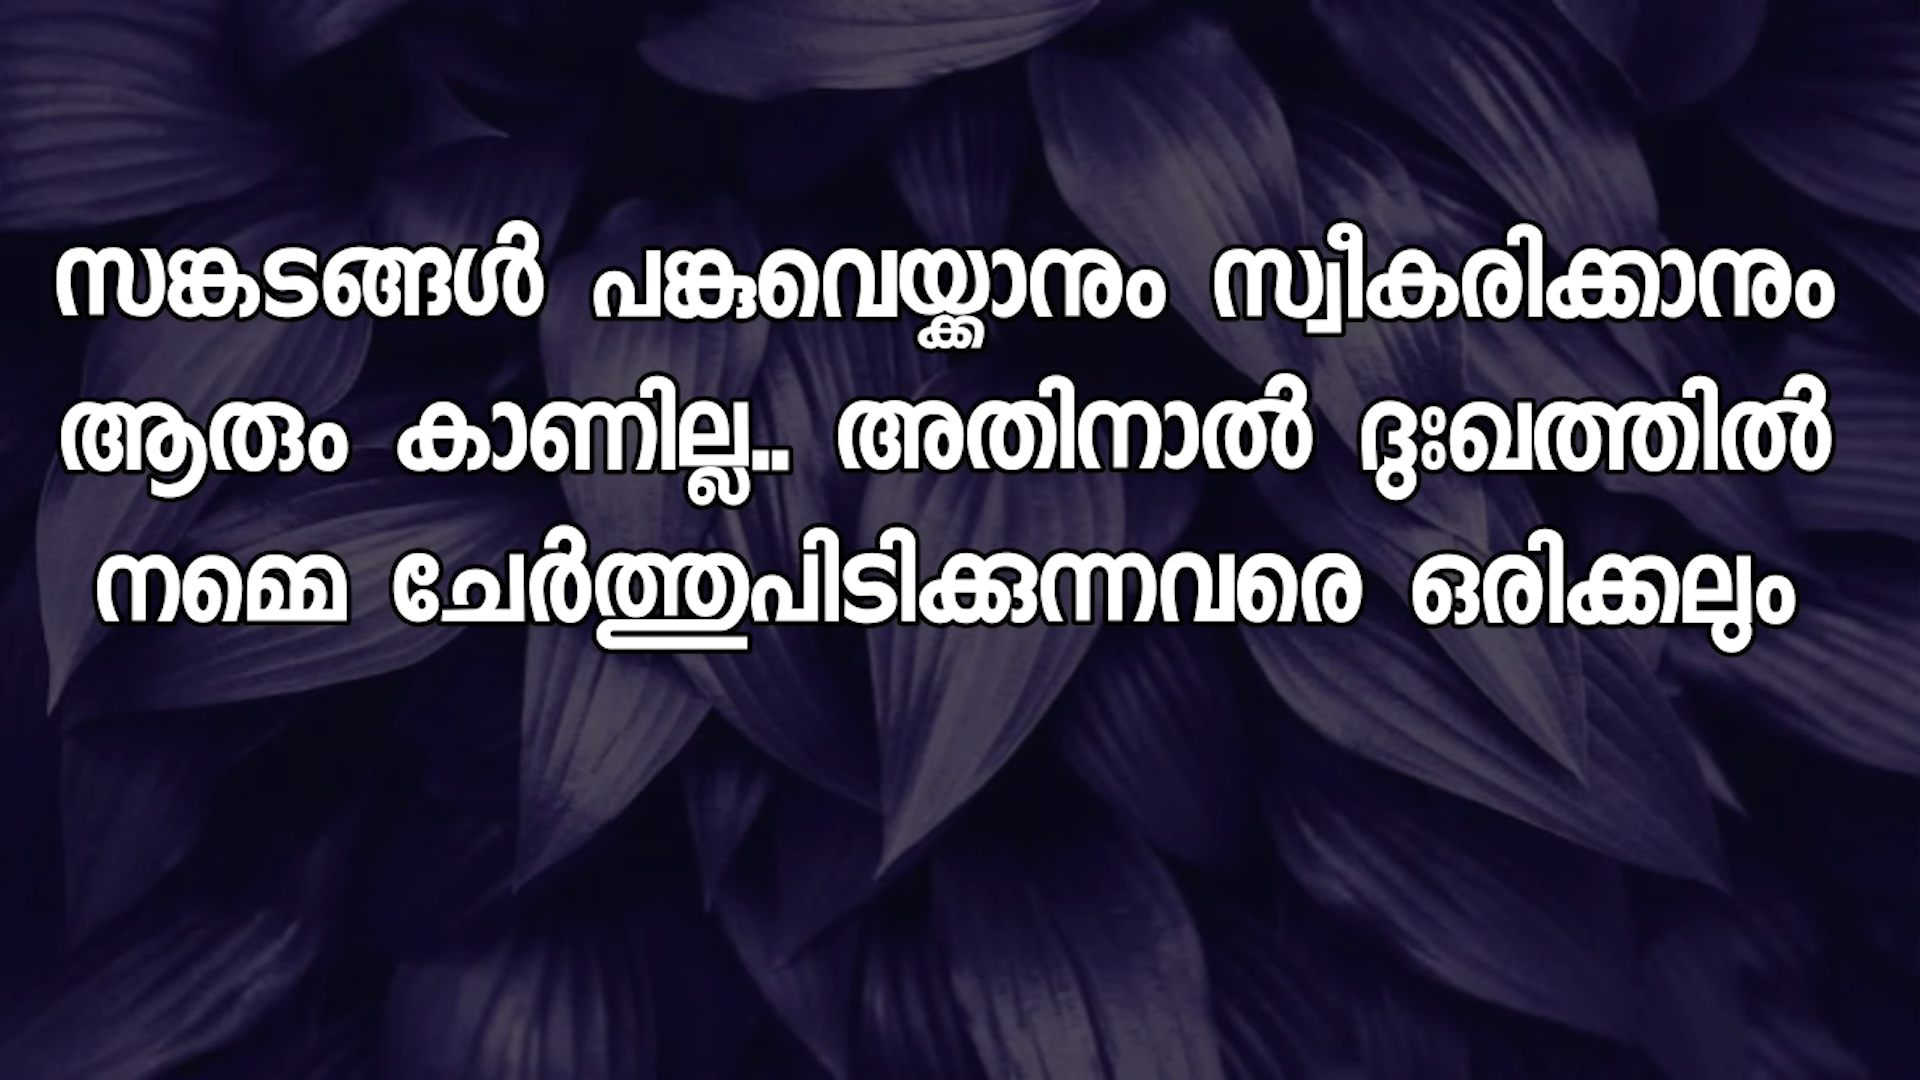 സങ്കടങ്ങൾ പങ്കുവെയ്ക്കാനും സ്വീകരിക്കാനും
ആരും കാണില്ല.. അതിനാൽ ദുഃഖത്തിൽ
നമ്മെ ചേർത്തുപിടിക്കുന്നവരെ ഒരിക്കലും